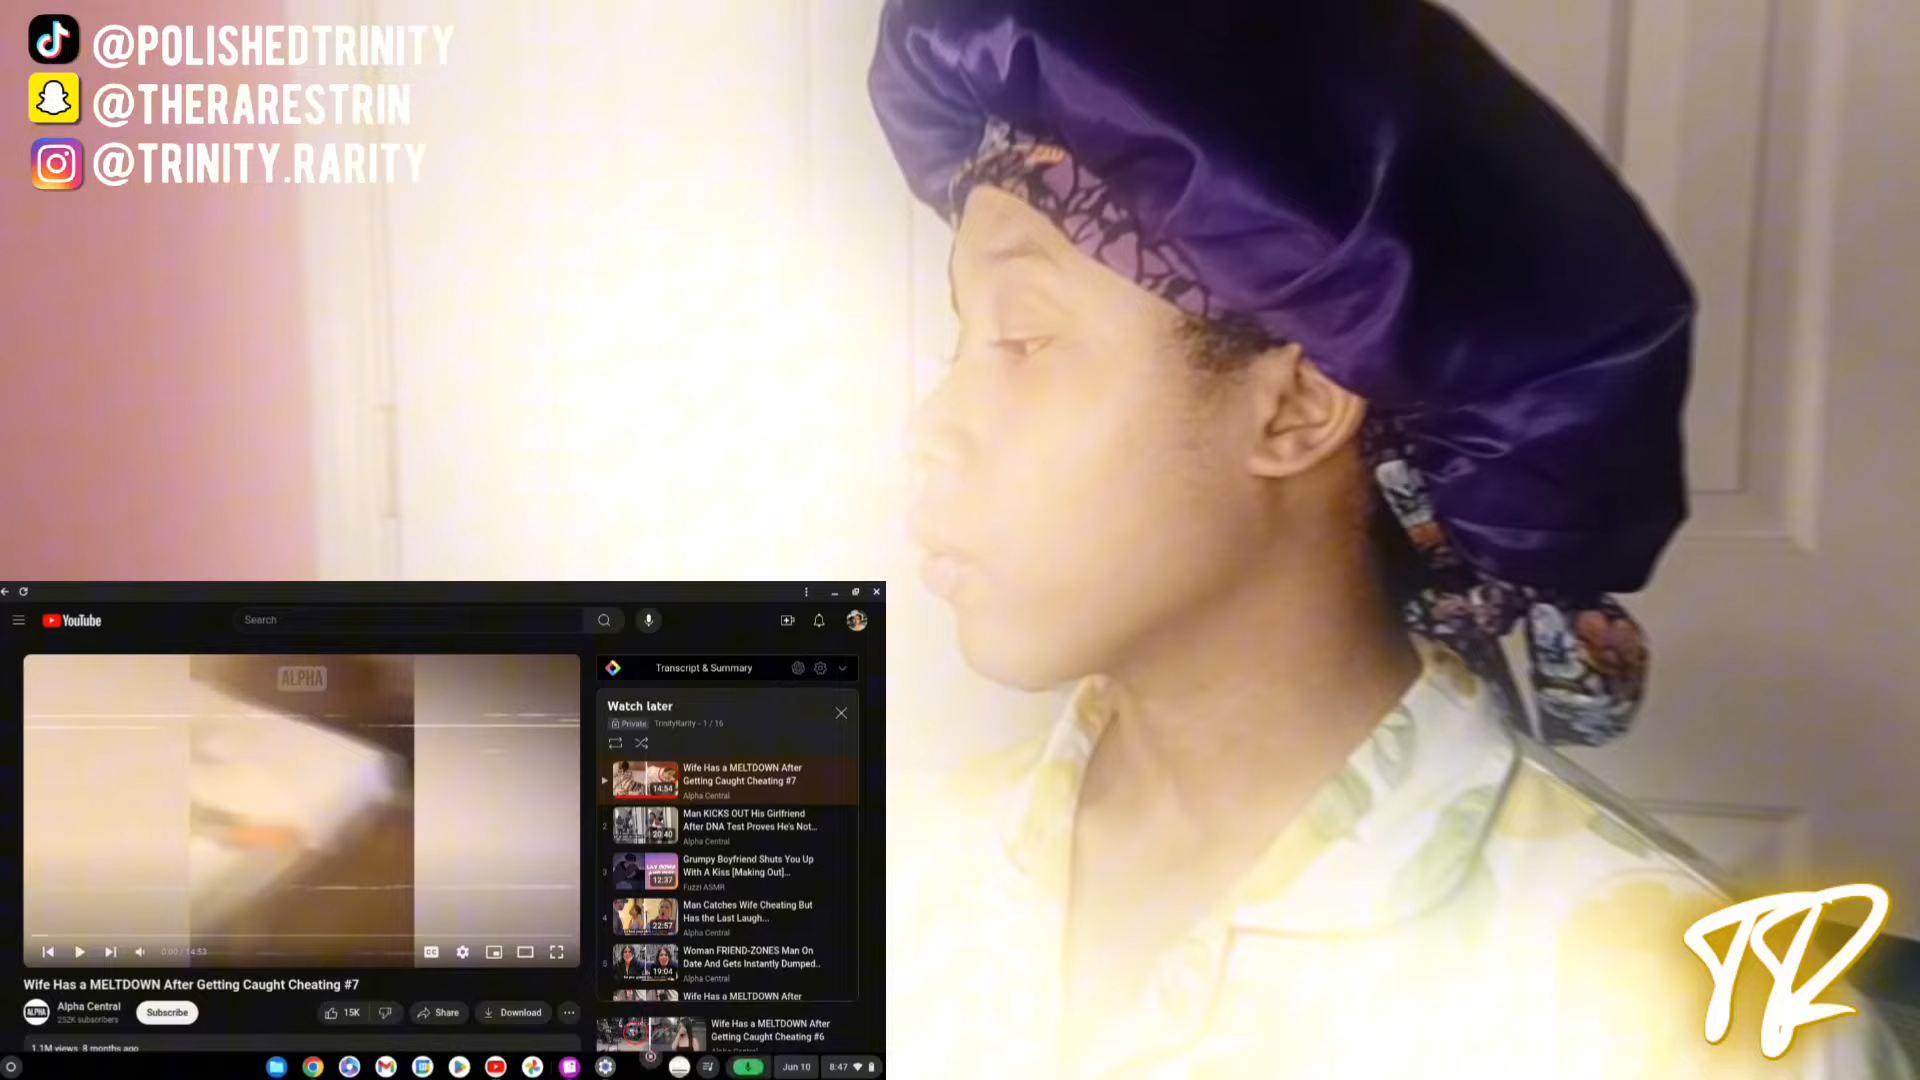 @POLISHEDTRINITY
@THERARESTRIN
@TRINITY.RARITY
YouTube
Search
ALPHA
0:00 / 14:53
Wife Has a MELTDOWN After Getting Caught Cheating #7
ALPHA
Alpha Central
252K subscribers
Subscribe
15K
Share
Download
1.1M views 8 months ago
Transcript & Summary
Watch later
Private
TrinityRarity - 1 / 16
14:54
Wife Has a MELTDOWN After
Getting Caught Cheating #7
Alpha Central
2
20:40
Man KICKS OUT His Girlfriend
After DNA Test Proves He's Not...
Alpha Central
3
12:37
Grumpy Boyfriend Shuts You Up
With A Kiss [Making Out]...
Fuzzi ASMR
4
22:57
Man Catches Wife Cheating But
Has the Last Laugh...
Alpha Central
5
19:04
Woman FRIEND-ZONES Man On
Date And Gets Instantly Dumped..
Alpha Central
Wife Has a MELTDOWN After
Wife Has a MELTDOWN After
Getting Caught Cheating #6
Jun 10
8:47
TR